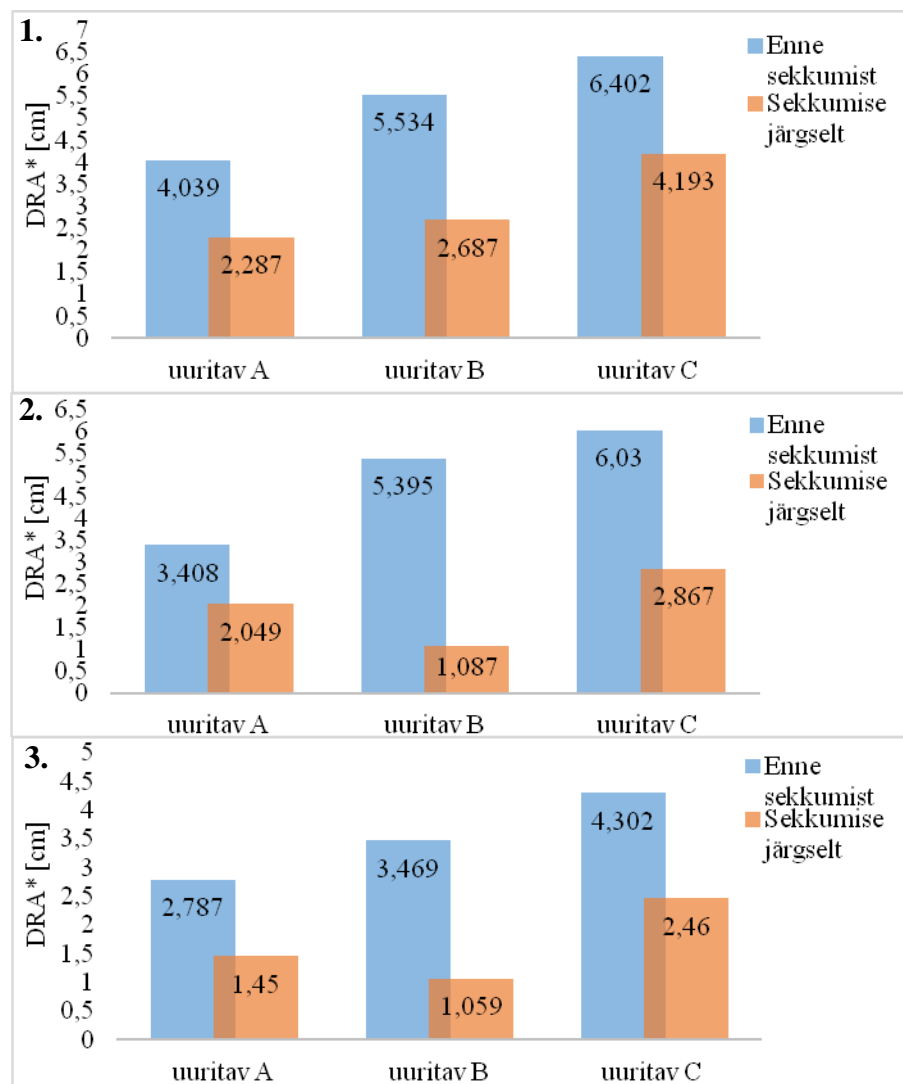 1.
7
6,5
6
5,5
5
4,5
4
3,5
3
2,5
2
1,5
1
0,5
0
DRA* [cm]
4,039
2,287
5,534
2,687
6,402
4,193
uuritav A
uuritav B
uuritav C
Enne
sekkumist
Sekkumise
järgselt
2.
6,5
6
5,5
5
4,5
4
3,5
3
2,5
2
1,5
1
0,5
0
DRA* [cm]
3,408
2,049
5,395
1,087
6,03
2,867
uuritav A
uuritav B
uuritav C
Enne
sekkumist
Sekkumise
järgselt
3.
5
4,5
4
3,5
3
2,5
2
1,5
1
0,5
0
DRA* [cm]
2,787
1,45
3,469
1,059
4,302
2,46
uuritav A
uuritav B
uuritav C
Enne
sekkumist
Sekkumise
järgselt